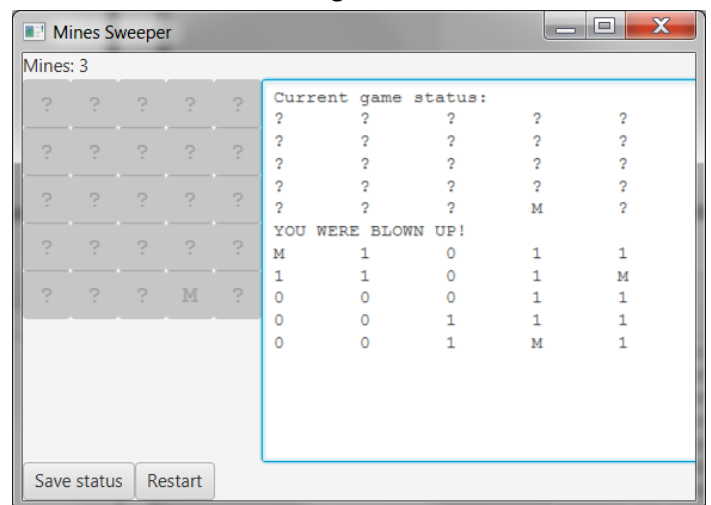 Mines Sweeper
Mines: 3
? ? ? ? ?
? ? ? ? ?
? ? ? ? ?
? ? ? ? ?
? ? ? M ?
Current game status:
? ? ? ? ?
? ? ? ? ?
? ? ? ? ?
? ? ? ? ?
? ? ? M ?
YOU WERE BLOWN UP!
M 1 0 1 1
1 1 0 1 M
0 0 0 1 1
0 0 1 1 1
0 0 1 M 1
Save status Restart